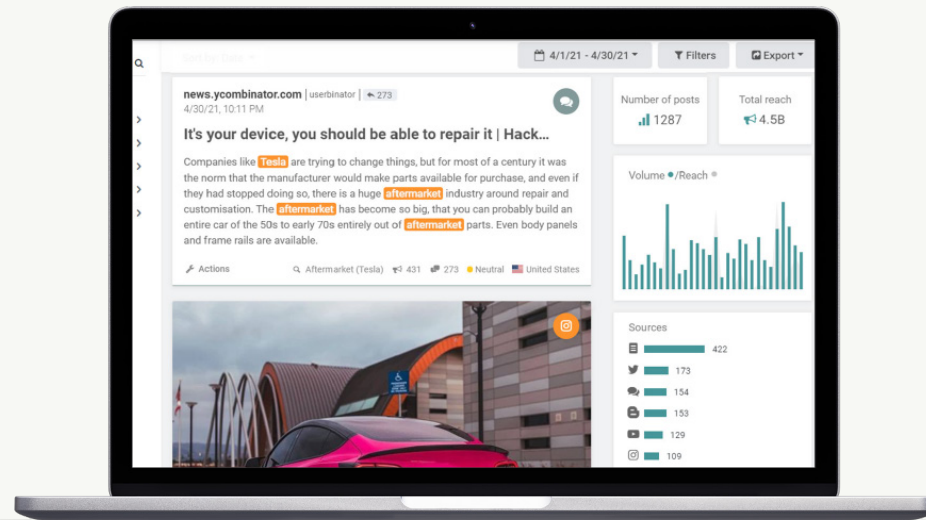 4/1/21 - 4/30/21
Filters
Export
news.ycombinator.com | userbinator | 273
4/30/21, 10:11 PM
It's your device, you should be able to repair it | Hack...
Companies like Tesla are trying to change things, but for most of a century it was
the norm that the manufacturer would make parts available for purchase, and even if
they had stopped doing so, there is a huge aftermarket industry around repair and
customisation. The aftermarket has become so big, that you can probably build an
entire car of the 50s to early 70s entirely out of aftermarket parts. Even body panels
and frame rails are available.
Actions
Aftermarket (Tesla) 431 273 Neutral United States
Number of posts
1287
Total reach
4.5B
Volume /Reach
Sources
422
173
154
153
129
109